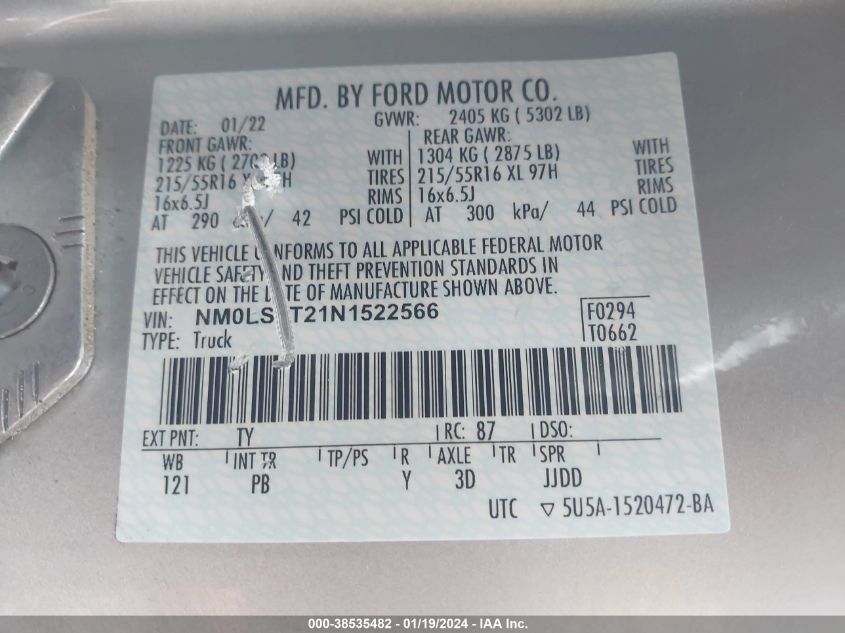 MFD. BY FORD MOTOR CO.
DATE: 01/22 GVWR: 2405 KG ( 5302 LB)
FRONT GAWR: REAR GAWR:
1225 KG ( LB) WITH 1304 KG ( 2875 LB) WITH
215/55R16 TIRES 215/55R16 XL 97H TIRES
16x6.5J RIMS 16x6.5J RIMS
AT 290 / 42 PSI COLD AT 300 kPa/ 44 PSI COLD
THIS VEHICLE CONFORMS TO ALL APPLICABLE FEDERAL MOTOR
VEHICLE SAFETY AND THEFT PREVENTION STANDARDS IN
EFFECT ON THE DATE OF MANUFACTURE SHOWN ABOVE.
VIN: NM0LS T21N1522566 F0294
TYPE: Truck T0662
EXT PNT: TY RC: 87 DSO:
WB INT TR TP/PS R AXLE TR SPR
121 PB Y 3D JJDD
UTC ▽ 5U5A-1520472-BA
000-38535482 - 01/19/2024 - IAA Inc.